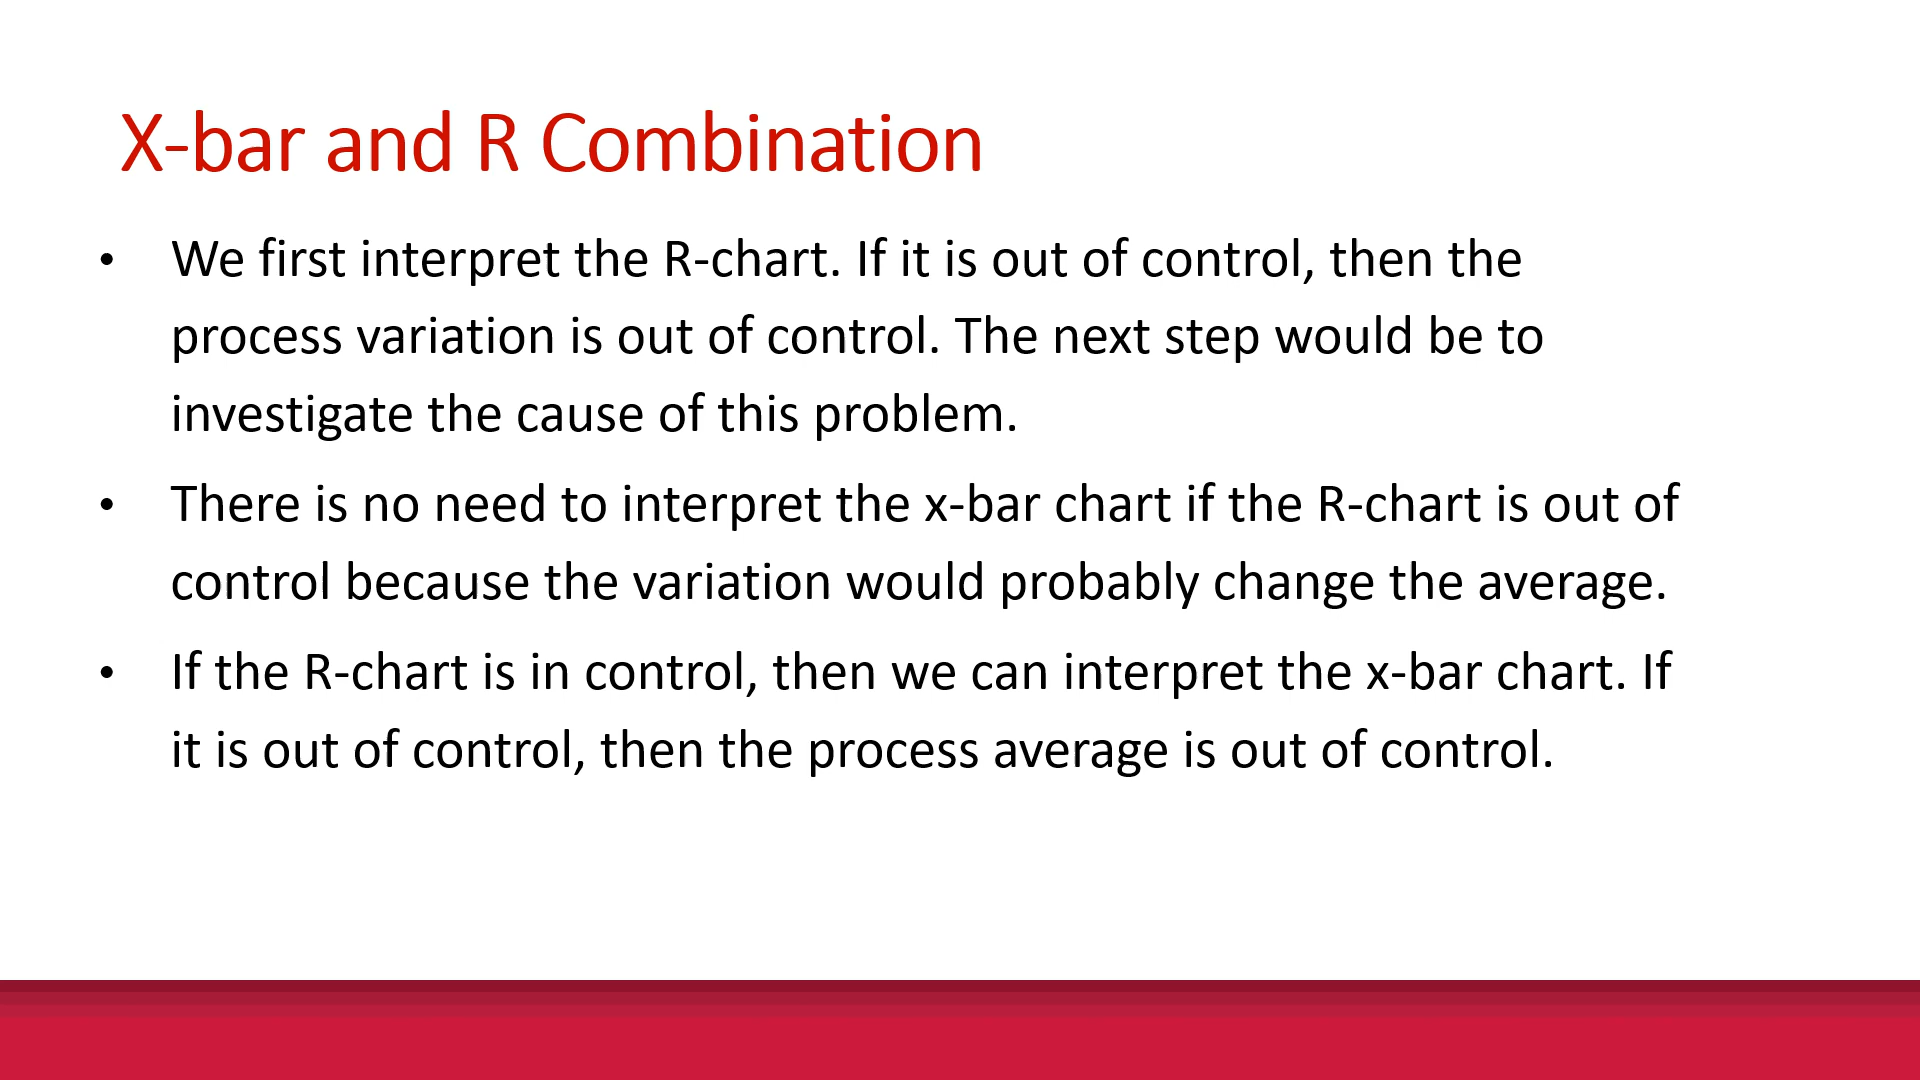 X-bar and R Combination
• We first interpret the R-chart. If it is out of control, then the
process variation is out of control. The next step would be to
investigate the cause of this problem.
• There is no need to interpret the x-bar chart if the R-chart is out of
control because the variation would probably change the average.
• If the R-chart is in control, then we can interpret the x-bar chart. If
it is out of control, then the process average is out of control.